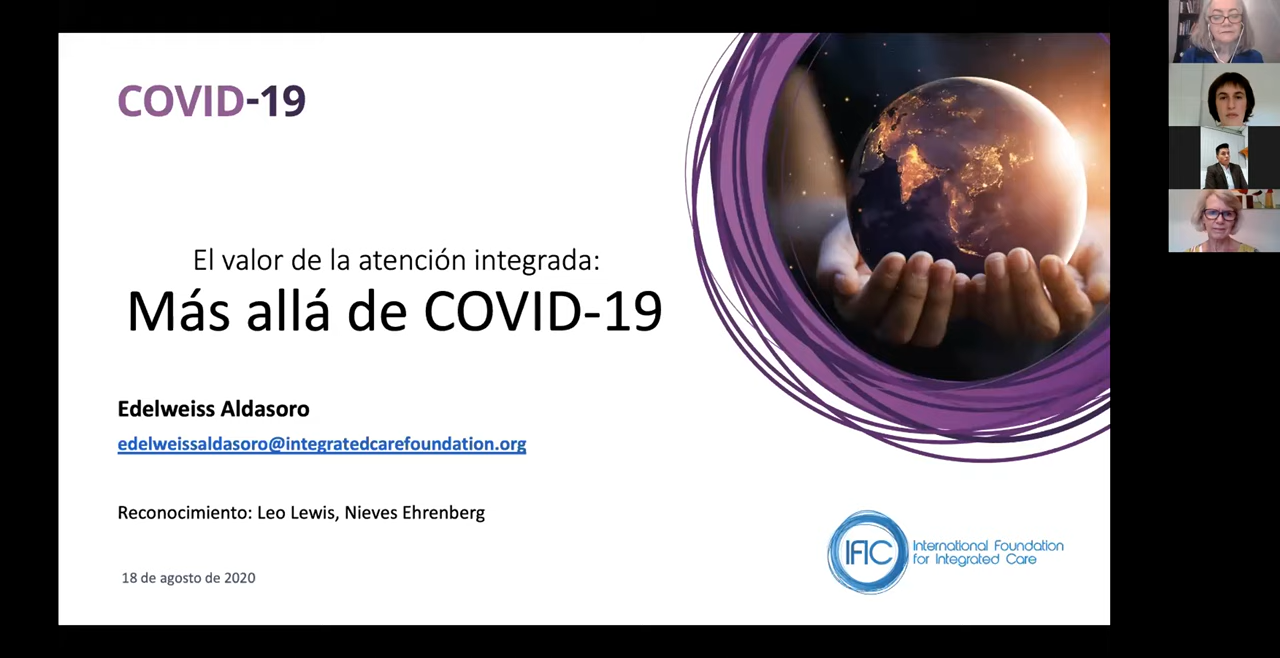 COVID-19
El valor de la atención integrada:
Más allá de COVID-19
Edelweiss Aldasoro
edelweissaldasoro@integratedcarefoundation.org
Reconocimiento: Leo Lewis, Nieves Ehrenberg
18 de agosto de 2020
IFIC
International Foundation
for Integrated Care